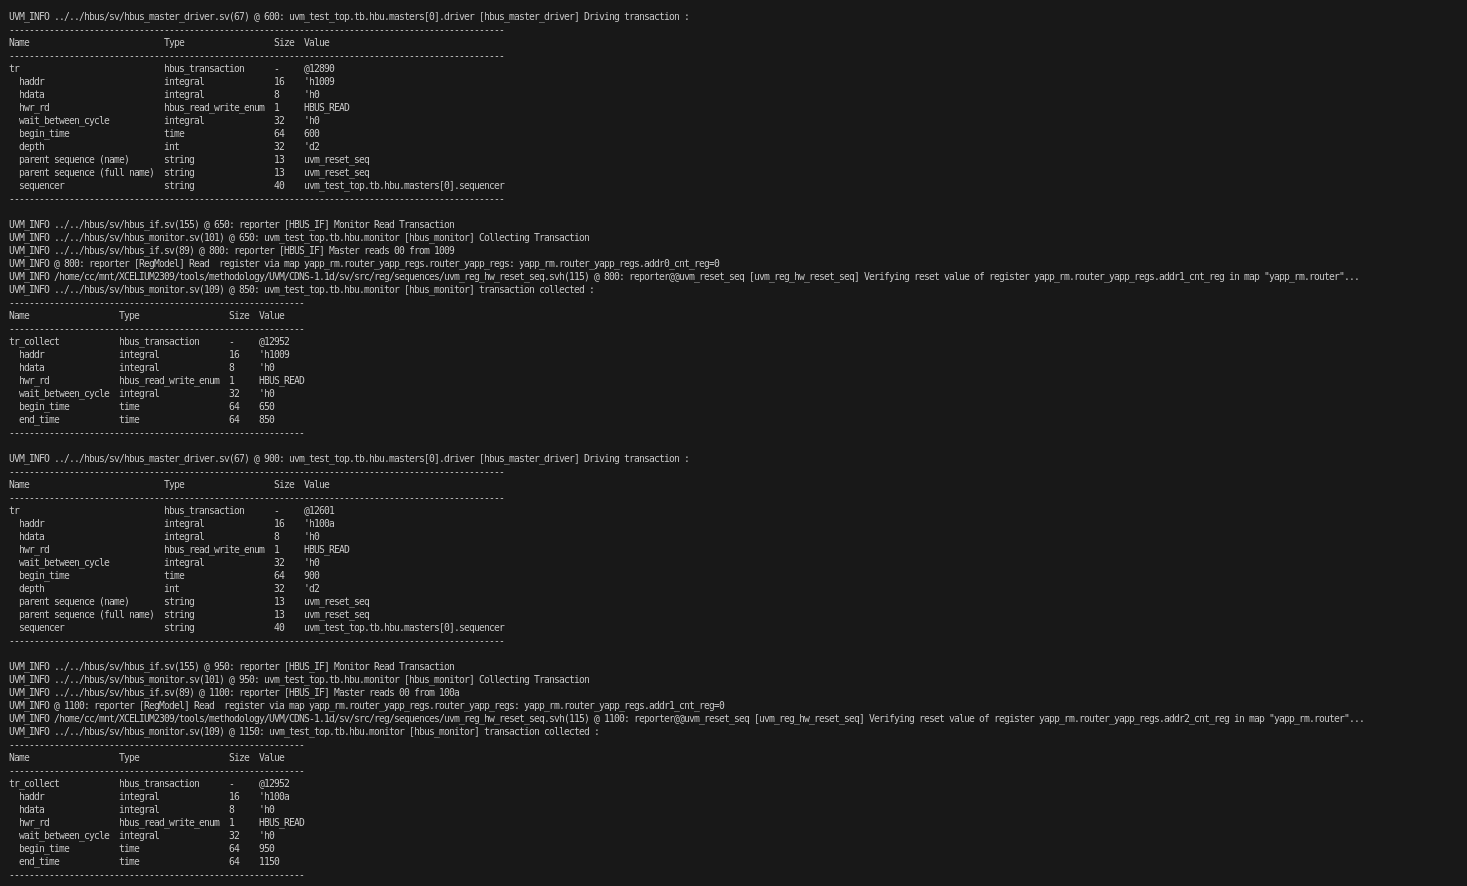 UVM_INFO ../../hbus/sv/hbus_master_driver.sv(67) @ 600: uvm_test_top.tb.hbu.masters[0].driver [hbus_master_driver] Driving transaction :
---------------------------------------------------------------------------------------------------
Name                           Type                  Size  Value
---------------------------------------------------------------------------------------------------
tr                             hbus_transaction      -     @12890
  haddr                        integral              16    'h1009
  hdata                        integral              8     'h0
  hwr_rd                       hbus_read_write_enum  1     HBUS_READ
  wait_between_cycle           integral              32    'h0
  begin_time                   time                  64    600
  depth                        int                   32    'd2
  parent sequence (name)       string                13    uvm_reset_seq
  parent sequence (full name)  string                13    uvm_reset_seq
  sequencer                    string                40    uvm_test_top.tb.hbu.masters[0].sequencer
---------------------------------------------------------------------------------------------------
UVM_INFO ../../hbus/sv/hbus_if.sv(155) @ 650: reporter [HBUS_IF] Monitor Read Transaction
UVM_INFO ../../hbus/sv/hbus_monitor.sv(101) @ 650: uvm_test_top.tb.hbu.monitor [hbus_monitor] Collecting Transaction
UVM_INFO ../../hbus/sv/hbus_if.sv(89) @ 800: reporter [HBUS_IF] Master reads 00 from 1009
UVM_INFO @ 800: reporter [RegModel] Read  register via map yapp_rm.router_yapp_regs.router_yapp_regs: yapp_rm.router_yapp_regs.addr0_cnt_reg=0
UVM_INFO /home/cc/mnt/XCELIUM2309/tools/methodology/UVM/CDNS-1.1d/sv/src/reg/sequences/uvm_reg_hw_reset_seq.svh(115) @ 800: reporter@@uvm_reset_seq [uvm_reg_hw_reset_seq] Verifying reset value of register yapp_rm.router_yapp_regs.addr1_cnt_reg in map "yapp_rm.router"...
UVM_INFO ../../hbus/sv/hbus_monitor.sv(109) @ 850: uvm_test_top.tb.hbu.monitor [hbus_monitor] transaction collected :
-----------------------------------------------------------
Name                  Type                  Size  Value
-----------------------------------------------------------
tr_collect            hbus_transaction      -     @12952
  haddr               integral              16    'h1009
  hdata               integral              8     'h0
  hwr_rd              hbus_read_write_enum  1     HBUS_READ
  wait_between_cycle  integral              32    'h0
  begin_time          time                  64    650
  end_time            time                  64    850
-----------------------------------------------------------
UVM_INFO ../../hbus/sv/hbus_master_driver.sv(67) @ 900: uvm_test_top.tb.hbu.masters[0].driver [hbus_master_driver] Driving transaction :
---------------------------------------------------------------------------------------------------
Name                           Type                  Size  Value
---------------------------------------------------------------------------------------------------
tr                             hbus_transaction      -     @12601
  haddr                        integral              16    'h100a
  hdata                        integral              8     'h0
  hwr_rd                       hbus_read_write_enum  1     HBUS_READ
  wait_between_cycle           integral              32    'h0
  begin_time                   time                  64    900
  depth                        int                   32    'd2
  parent sequence (name)       string                13    uvm_reset_seq
  parent sequence (full name)  string                13    uvm_reset_seq
  sequencer                    string                40    uvm_test_top.tb.hbu.masters[0].sequencer
---------------------------------------------------------------------------------------------------
UVM_INFO ../../hbus/sv/hbus_if.sv(155) @ 950: reporter [HBUS_IF] Monitor Read Transaction
UVM_INFO ../../hbus/sv/hbus_monitor.sv(101) @ 950: uvm_test_top.tb.hbu.monitor [hbus_monitor] Collecting Transaction
UVM_INFO ../../hbus/sv/hbus_if.sv(89) @ 1100: reporter [HBUS_IF] Master reads 00 from 100a
UVM_INFO @ 1100: reporter [RegModel] Read  register via map yapp_rm.router_yapp_regs.router_yapp_regs: yapp_rm.router_yapp_regs.addr1_cnt_reg=0
UVM_INFO /home/cc/mnt/XCELIUM2309/tools/methodology/UVM/CDNS-1.1d/sv/src/reg/sequences/uvm_reg_hw_reset_seq.svh(115) @ 1100: reporter@@uvm_reset_seq [uvm_reg_hw_reset_seq] Verifying reset value of register yapp_rm.router_yapp_regs.addr2_cnt_reg in map "yapp_rm.router"...
UVM_INFO ../../hbus/sv/hbus_monitor.sv(109) @ 1150: uvm_test_top.tb.hbu.monitor [hbus_monitor] transaction collected :
-----------------------------------------------------------
Name                  Type                  Size  Value
-----------------------------------------------------------
tr_collect            hbus_transaction      -     @12952
  haddr               integral              16    'h100a
  hdata               integral              8     'h0
  hwr_rd              hbus_read_write_enum  1     HBUS_READ
  wait_between_cycle  integral              32    'h0
  begin_time          time                  64    950
  end_time            time                  64    1150
-----------------------------------------------------------